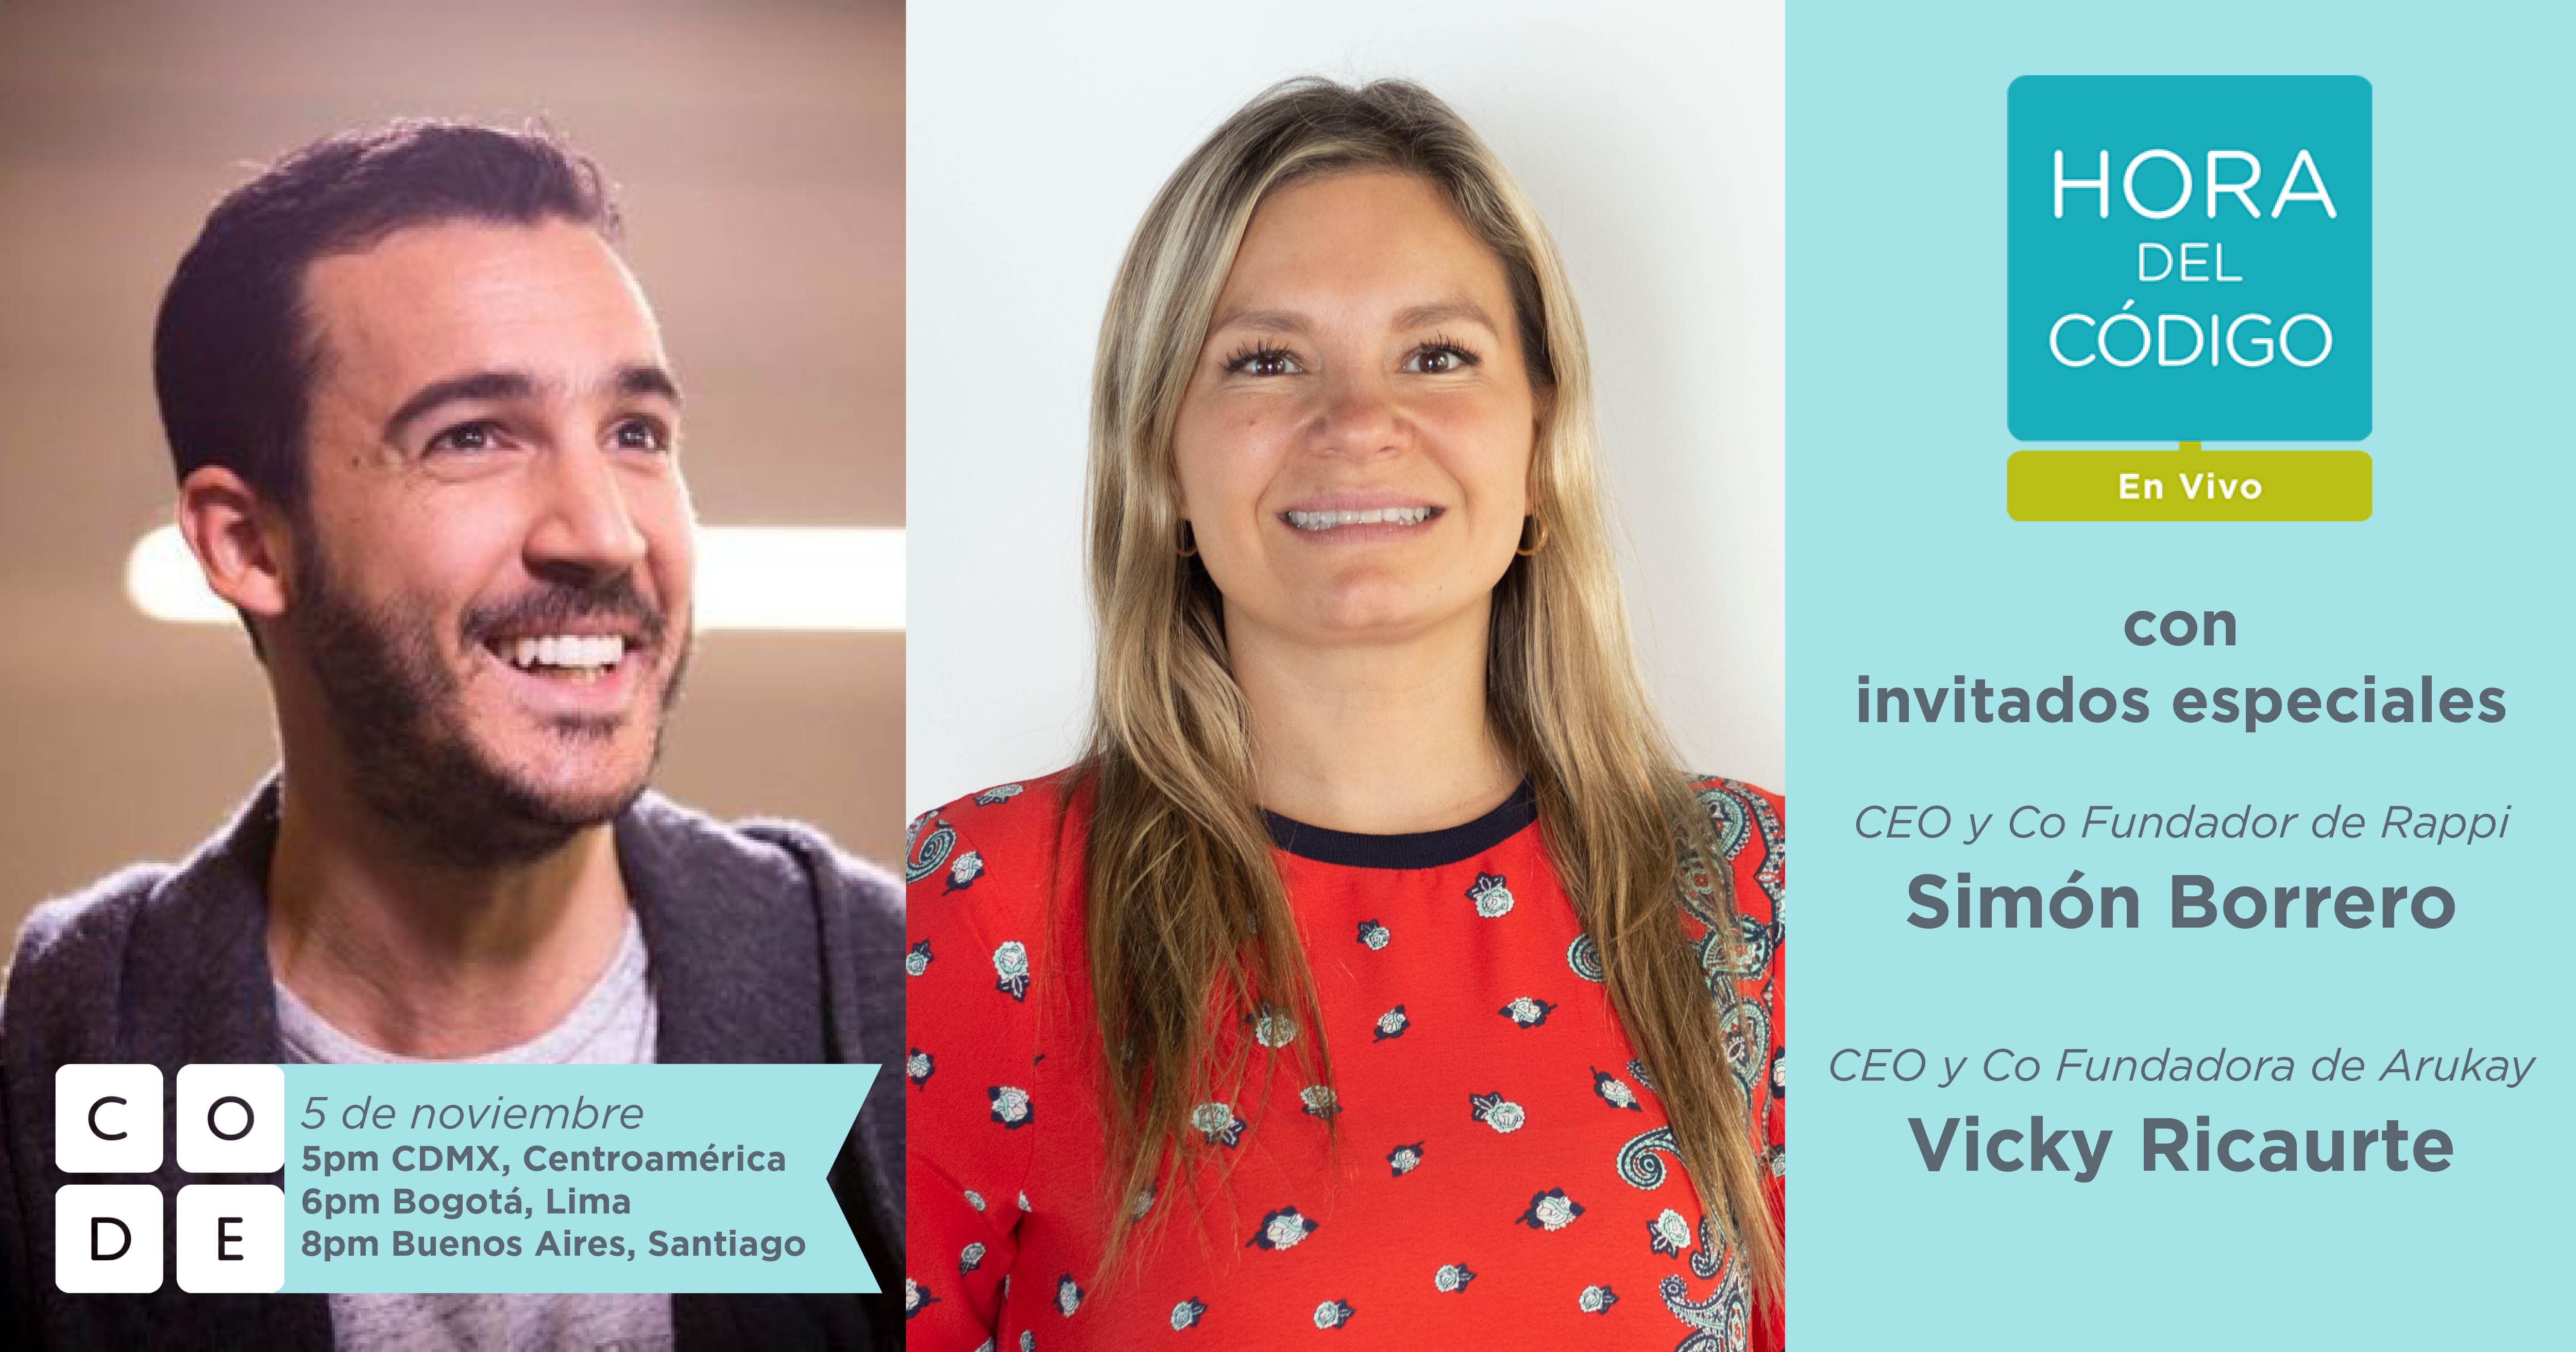 HORA
DEL
CÓDIGO
En Vivo
con
invitados especiales
CEO y Co Fundador de Rappi
Simón Borrero
CEO y Co Fundadora de Arukay
Vicky Ricaurte
C O
D E
5 de noviembre
5pm CDMX, Centroamérica
6pm Bogotá, Lima
8pm Buenos Aires, Santiago